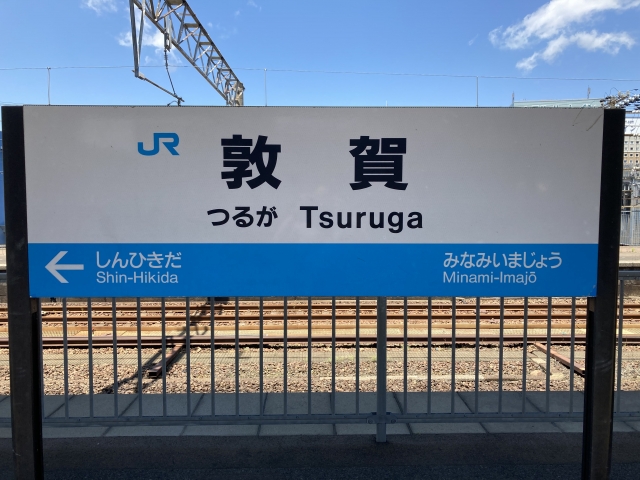 JR 敦賀
つるが Tsuruga
← しんひきだ みなみいまじょう
Shin-Hikida Minami-Imajō